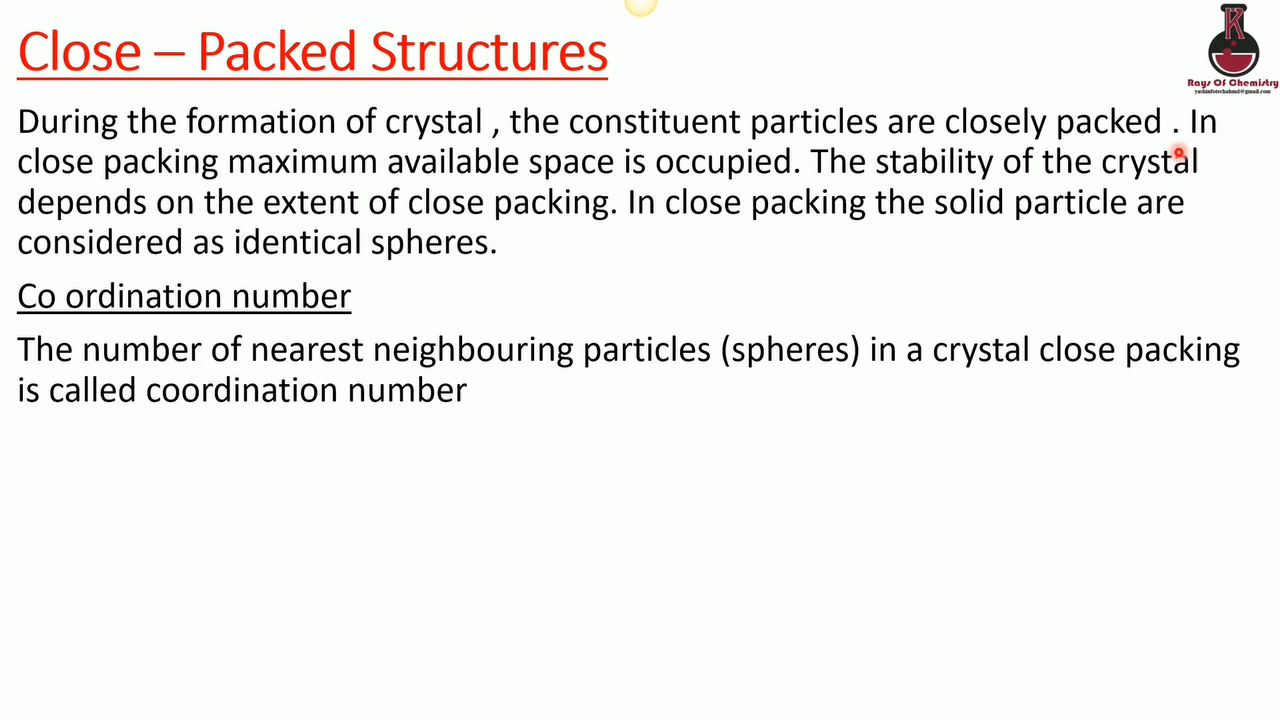 Close – Packed Structures
K
Rays Of Chemistry
yashinfotechahmd@gmail.com
During the formation of crystal , the constituent particles are closely packed . In
close packing maximum available space is occupied. The stability of the crystal
depends on the extent of close packing. In close packing the solid particle are
considered as identical spheres.
Co ordination number
The number of nearest neighbouring particles (spheres) in a crystal close packing
is called coordination number